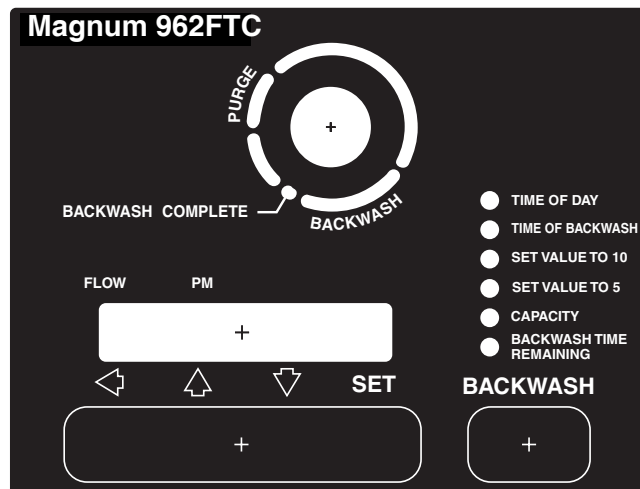 Magnum 962FTC
PURGE
BACKWASH COMPLETE
BACKWASH
TIME OF DAY
TIME OF BACKWASH
SET VALUE TO 10
SET VALUE TO 5
CAPACITY
BACKWASH TIME
REMAINING
FLOW PM
SET
BACKWASH